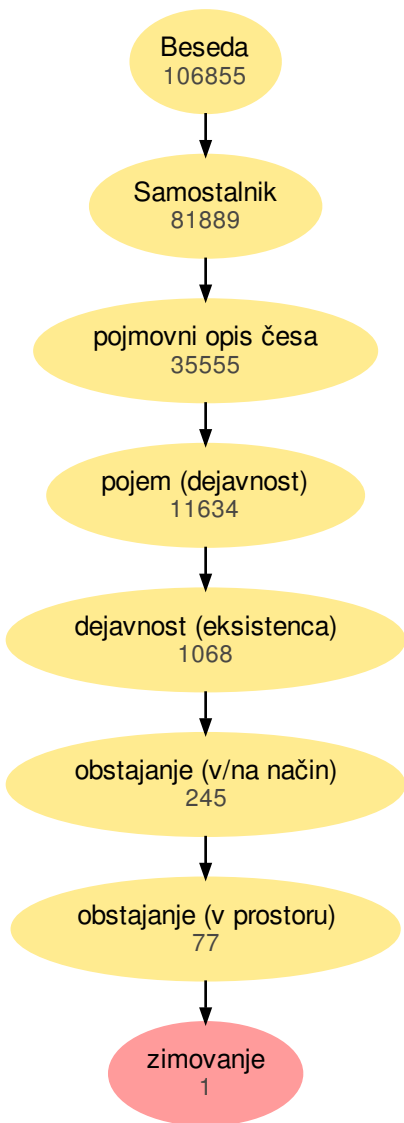 Beseda
106855
Samostalnik
81889
pojmovni opis česa
35555
pojem (dejavnost)
11634
dejavnost (eksistenca)
1068
obstajanje (v/na način)
245
obstajanje (v prostoru)
77
zimovanje
1